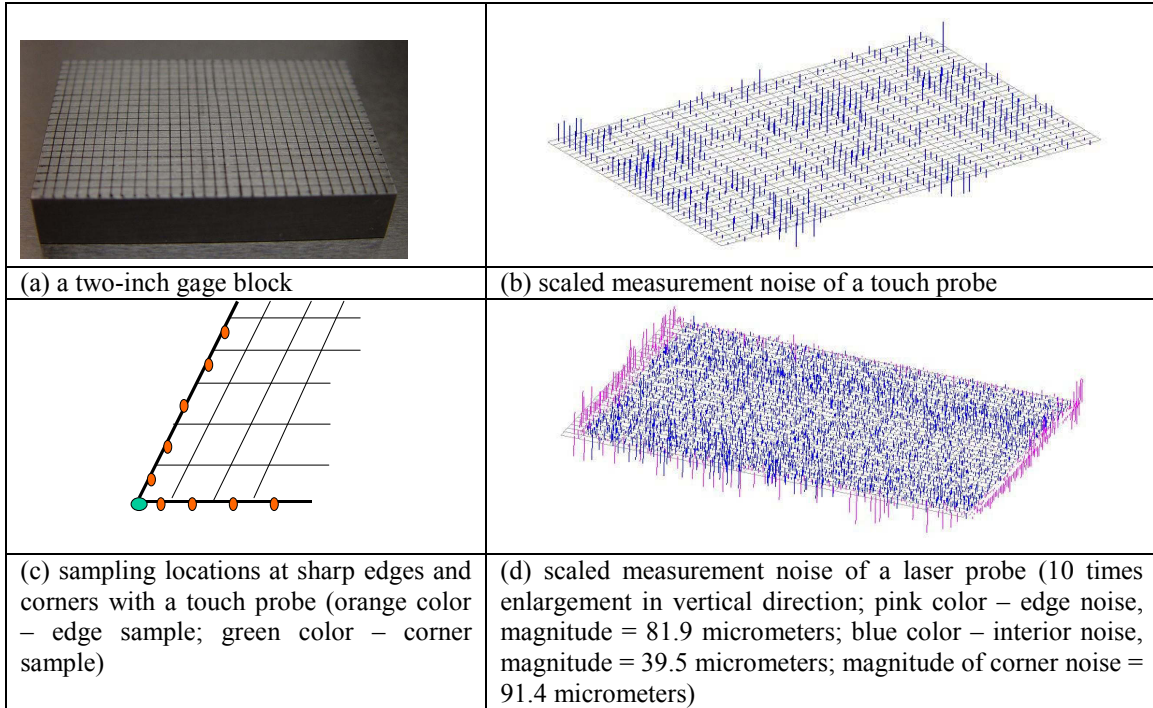 (a) a two-inch gage block
(b) scaled measurement noise of a touch probe
(c) sampling locations at sharp edges and
corners with a touch probe (orange color
– edge sample; green color – corner
sample)
(d) scaled measurement noise of a laser probe (10 times
enlargement in vertical direction; pink color – edge noise,
magnitude = 81.9 micrometers; blue color – interior noise,
magnitude = 39.5 micrometers; magnitude of corner noise =
91.4 micrometers)